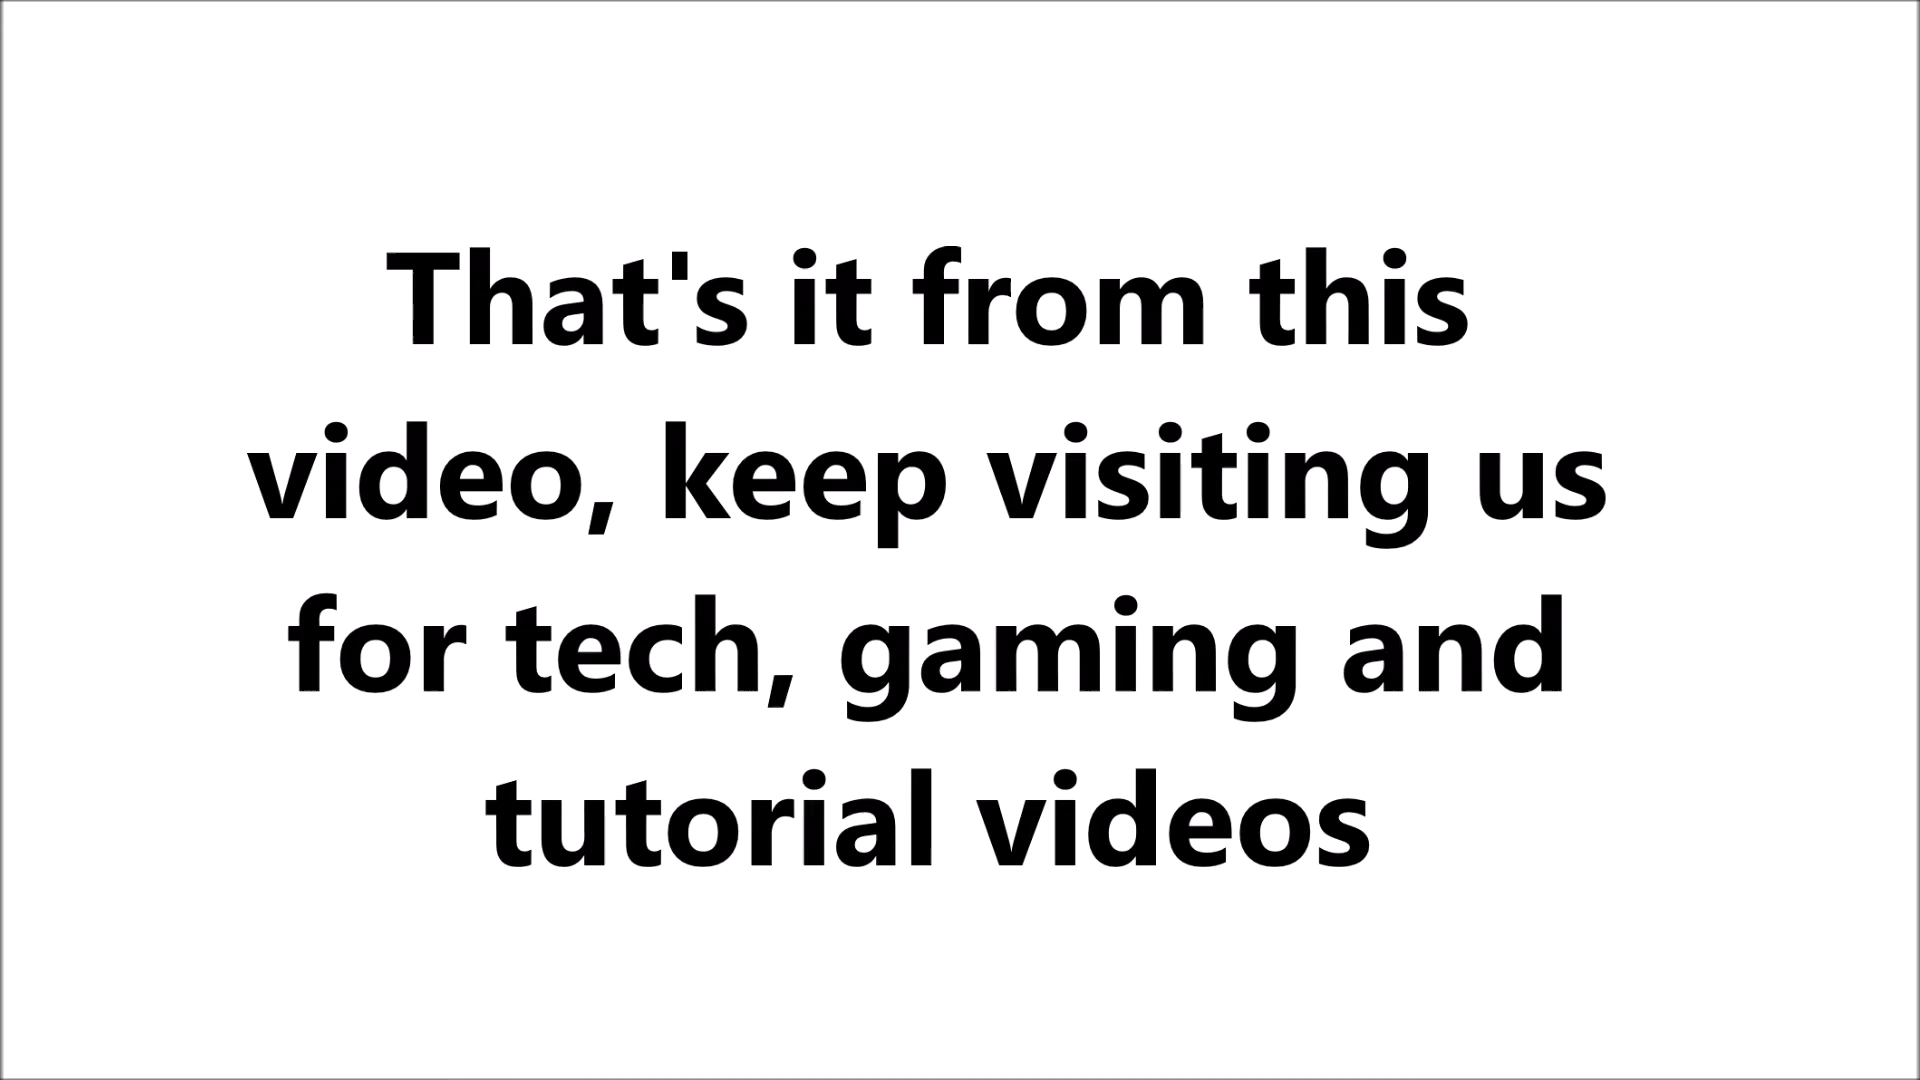 That's it from this
video, keep visiting us
for tech, gaming and
tutorial videos